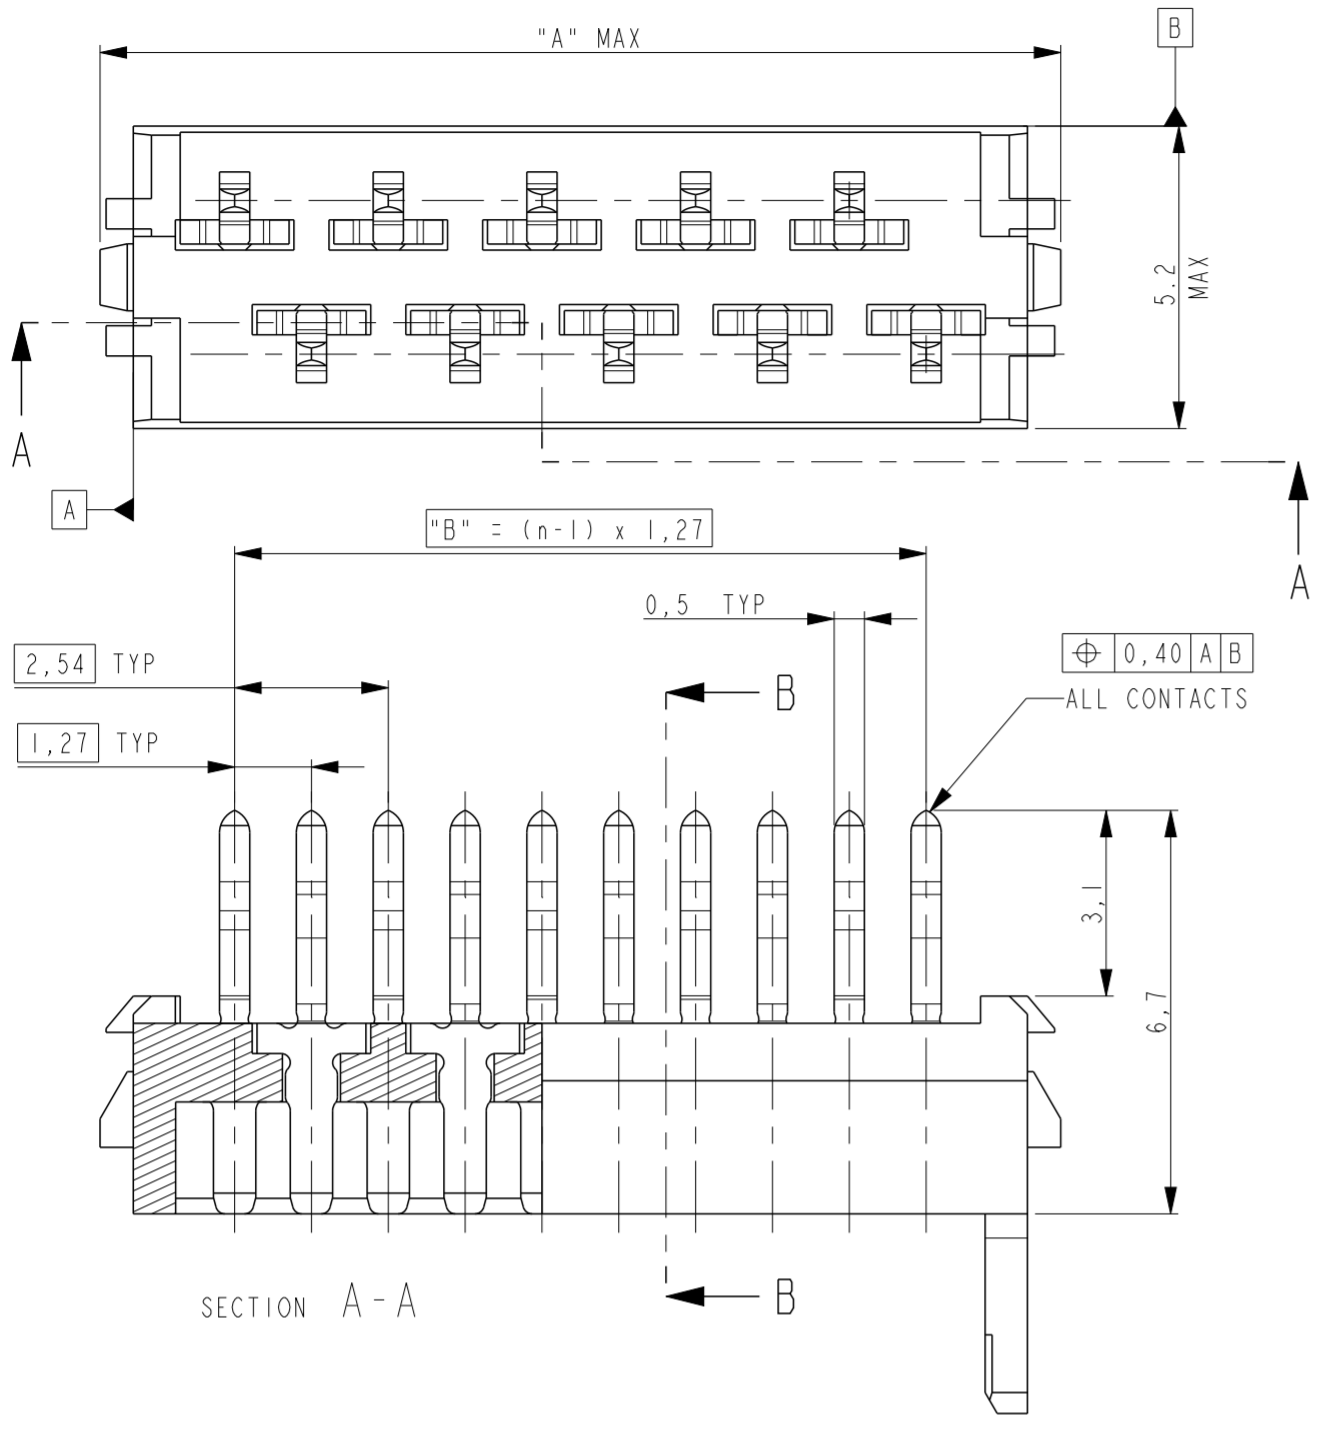 "A" MAX
B
5.2
MAX
A
A
"B" = (n-1) x 1,27
A
0,5 TYP
2,54 TYP
⌖ 0,40 A B
B
ALL CONTACTS
1,27 TYP
3,1
6,7
B
SECTION A-A